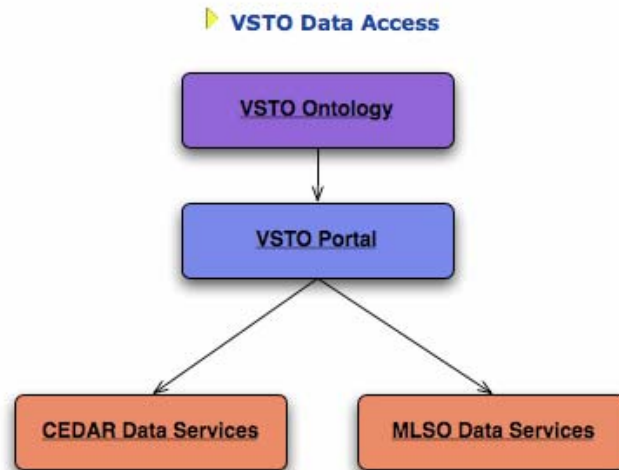 VSTO Data Access
VSTO Ontology
VSTO Portal
CEDAR Data Services
MLSO Data Services